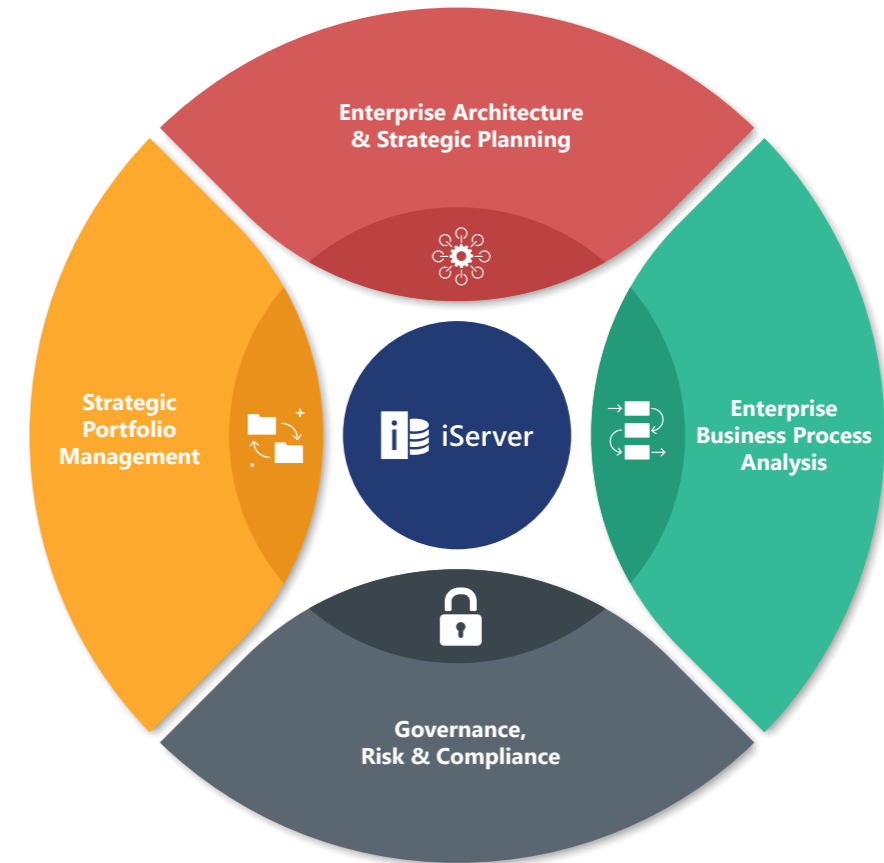 Enterprise Architecture
& Strategic Planning
Strategic
Portfolio
Management
i iServer
Enterprise
Business Process
Analysis
Governance,
Risk & Compliance